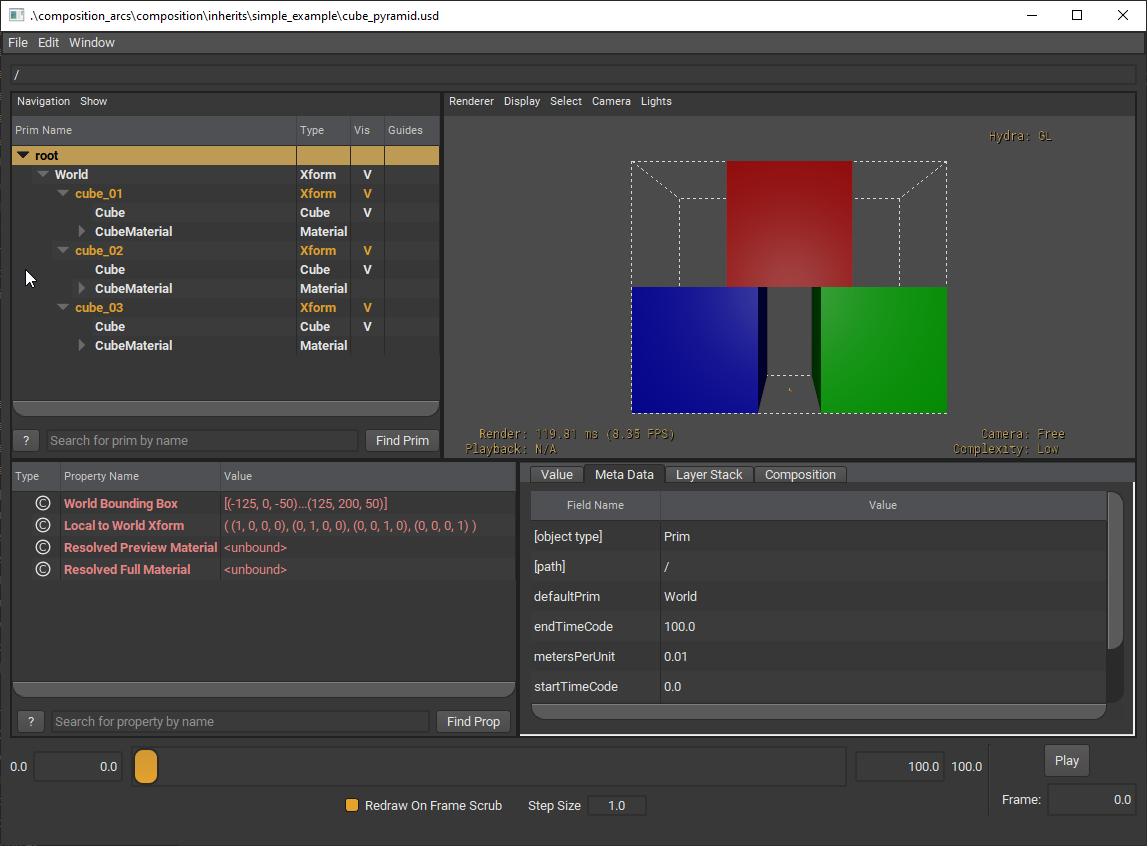 .\composition_arcs\composition\inherits\simple_example\cube_pyramid.usd
File Edit Window
/
Navigation Show
Prim Name Type Vis Guides
root
World Xform V
cube_01 Xform V
Cube Cube V
CubeMaterial Material
cube_02 Xform V
Cube Cube V
CubeMaterial Material
cube_03 Xform V
Cube Cube V
CubeMaterial Material
? Search for prim by name Find Prim
Renderer Display Select Camera Lights
Hydra: GL
Render: 119.81 ms (8.35 FPS)
Playback: N/A
Camera: Free
Complexity: Low
Type Property Name Value
© World Bounding Box [(-125, 0, -50)...(125, 200, 50)]
© Local to World Xform ( (1, 0, 0, 0), (0, 1, 0, 0), (0, 0, 1, 0), (0, 0, 0, 1) )
© Resolved Preview Material <unbound>
© Resolved Full Material <unbound>
? Search for property by name Find Prop
Value Meta Data Layer Stack Composition
Field Name Value
[object type] Prim
[path] /
defaultPrim World
endTimeCode 100.0
metersPerUnit 0.01
startTimeCode 0.0
0.0 0.0 100.0 100.0 Play
Redraw On Frame Scrub Step Size 1.0 Frame: 0.0